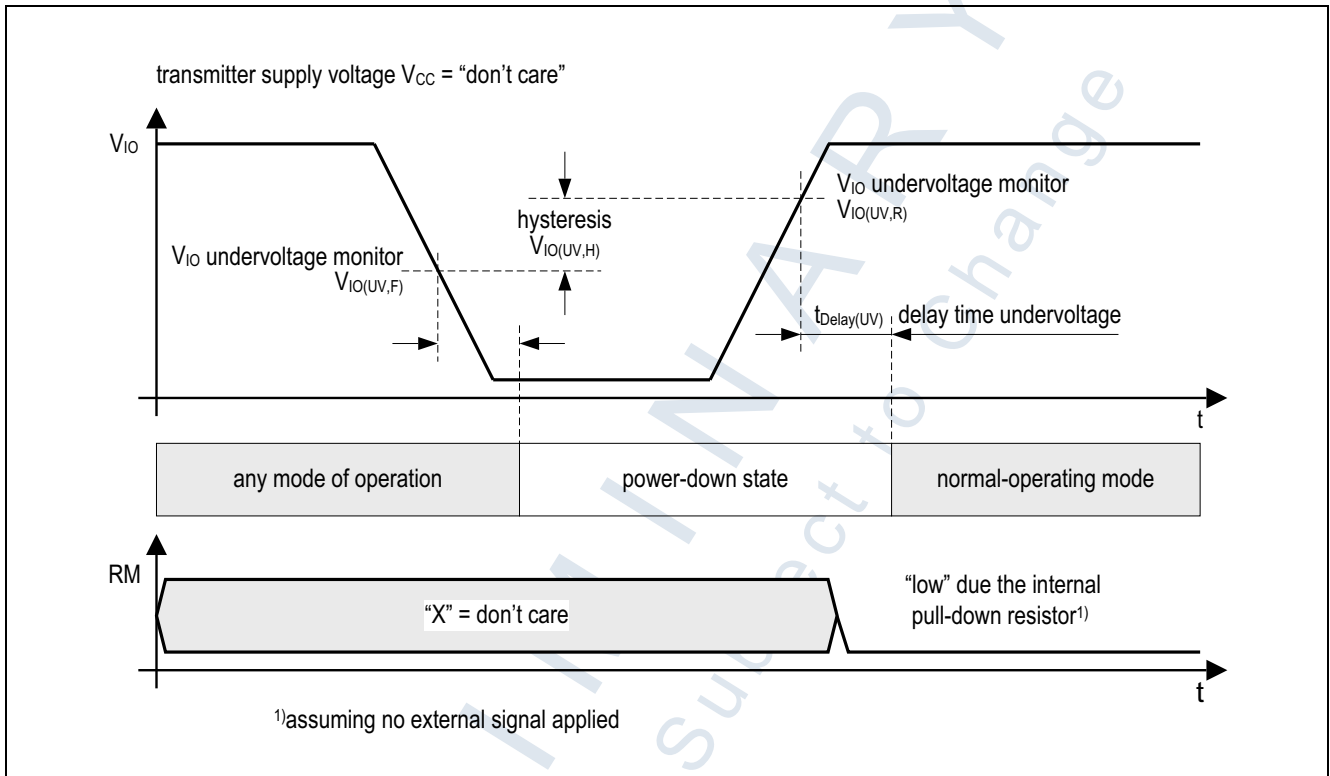 transmitter supply voltage VCC = “don’t care”
VIO
VIO undervoltage monitor
VIO(UV,F)
hysteresis
VIO(UV,H)
VIO undervoltage monitor
VIO(UV,R)
tDelay(UV) delay time undervoltage
t
any mode of operation
power-down state
normal-operating mode
RM
“X” = don’t care
“low” due the internal
pull-down resistor1)
t
1)assuming no external signal applied
I M I N A R Y
Subject to Change